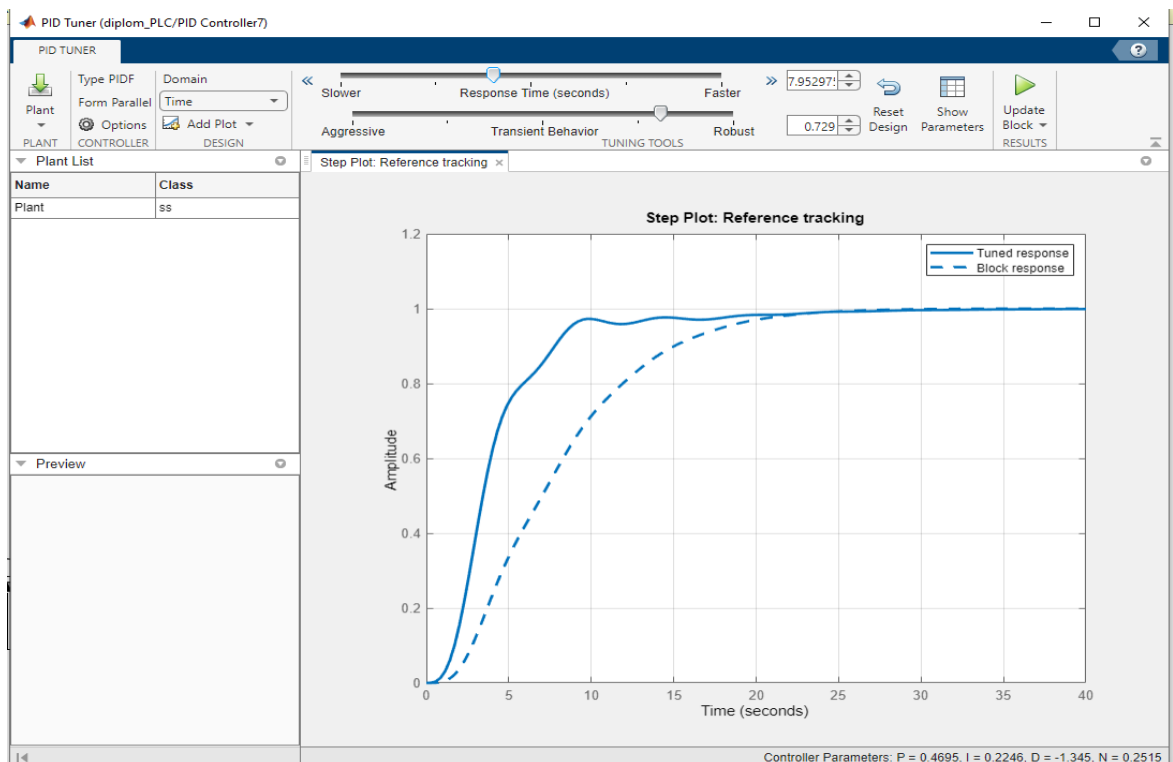 PID Tuner (diplom_PLC/PID Controller7)
PID TUNER
Plant
PLANT
Type PIDF
Form Parallel
Options
CONTROLLER
Domain
Time
Add Plot
DESIGN
Slower Response Time (seconds) Faster
Aggressive Transient Behavior Robust
0.729
TUNING TOOLS
Reset
Design
Show
Parameters
Update
Block
RESULTS
Plant List
Name Class
Plant ss
Preview
Step Plot: Reference tracking
Step Plot: Reference tracking
Tuned response
Block response
1.2
1
0.8
0.6
0.4
0.2
0
Amplitude
0 5 10 15 20 25 30 35 40
Time (seconds)
Controller Parameters: P = 0.4695, I = 0.2246, D = -1.345, N = 0.2515